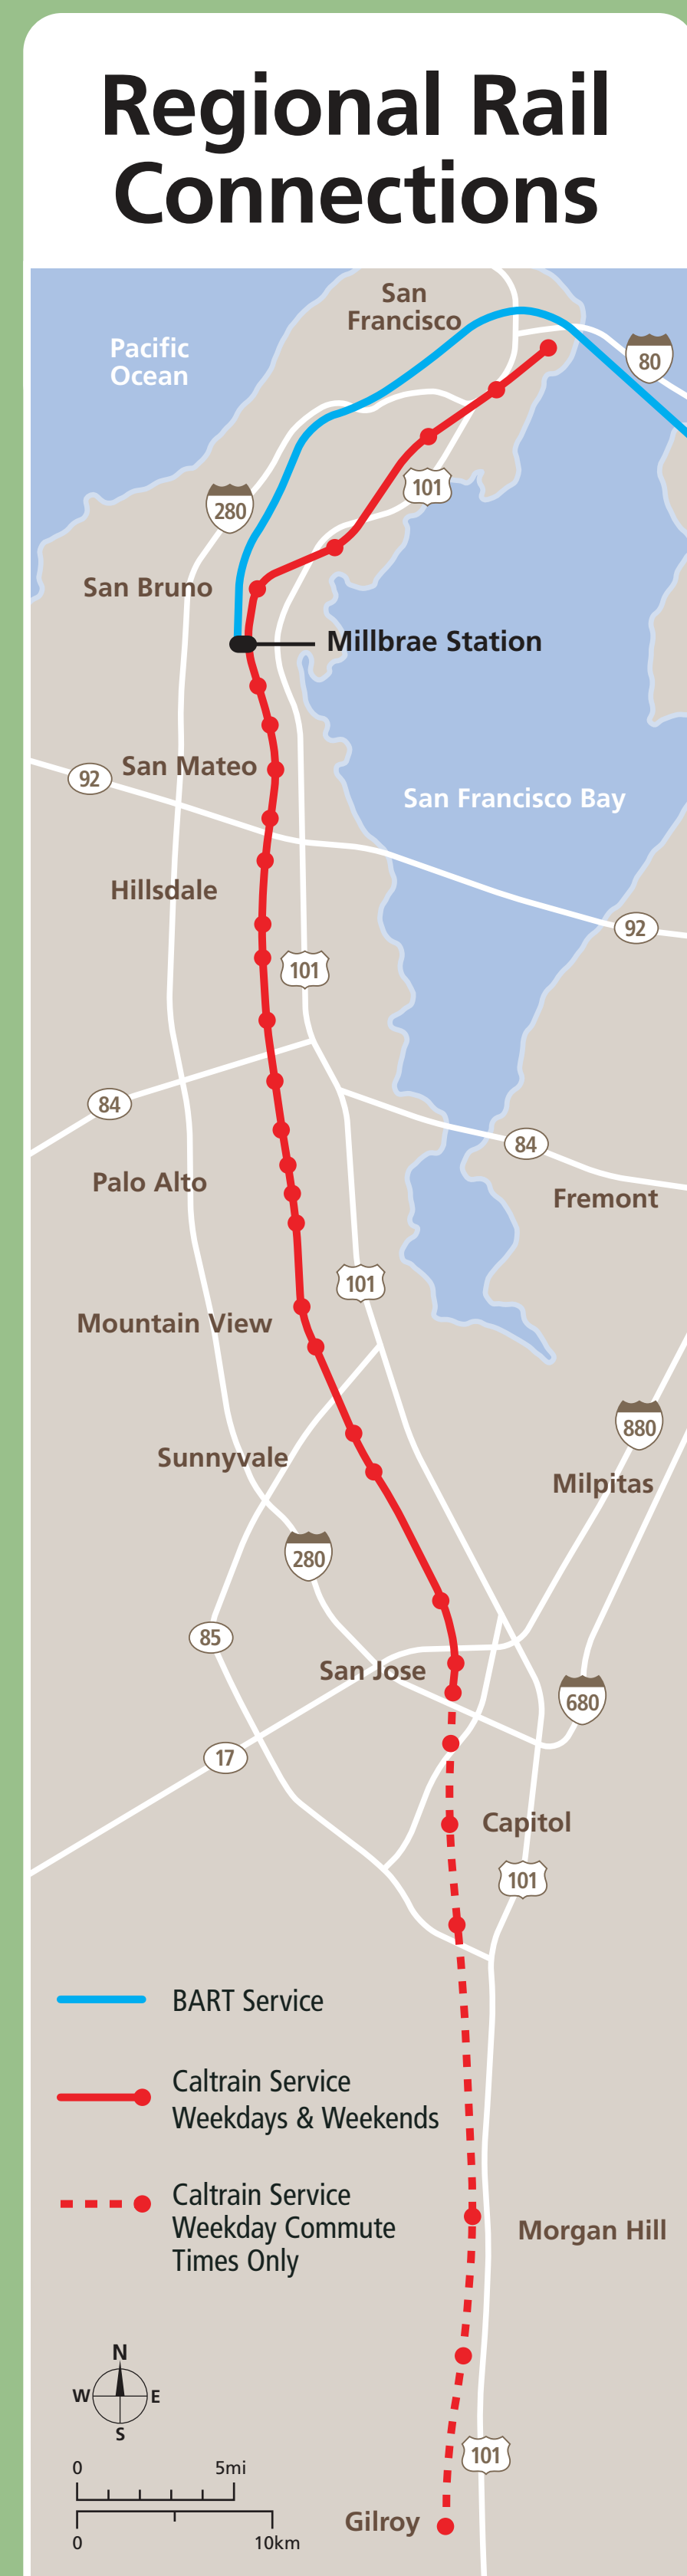 Regional Rail
Connections
San
Francisco
Pacific
Ocean
80
101
280
San Bruno
Millbrae Station
San Mateo
92
San Francisco Bay
Hillsdale
92
101
84
84
Palo Alto
Fremont
101
Mountain View
880
Sunnyvale
Milpitas
280
85
San Jose
680
17
Capitol
101
BART Service
Caltrain Service
Weekdays & Weekends
Caltrain Service
Weekday Commute
Times Only
Morgan Hill
N
W E
S
101
0 5mi
Gilroy
0 10km